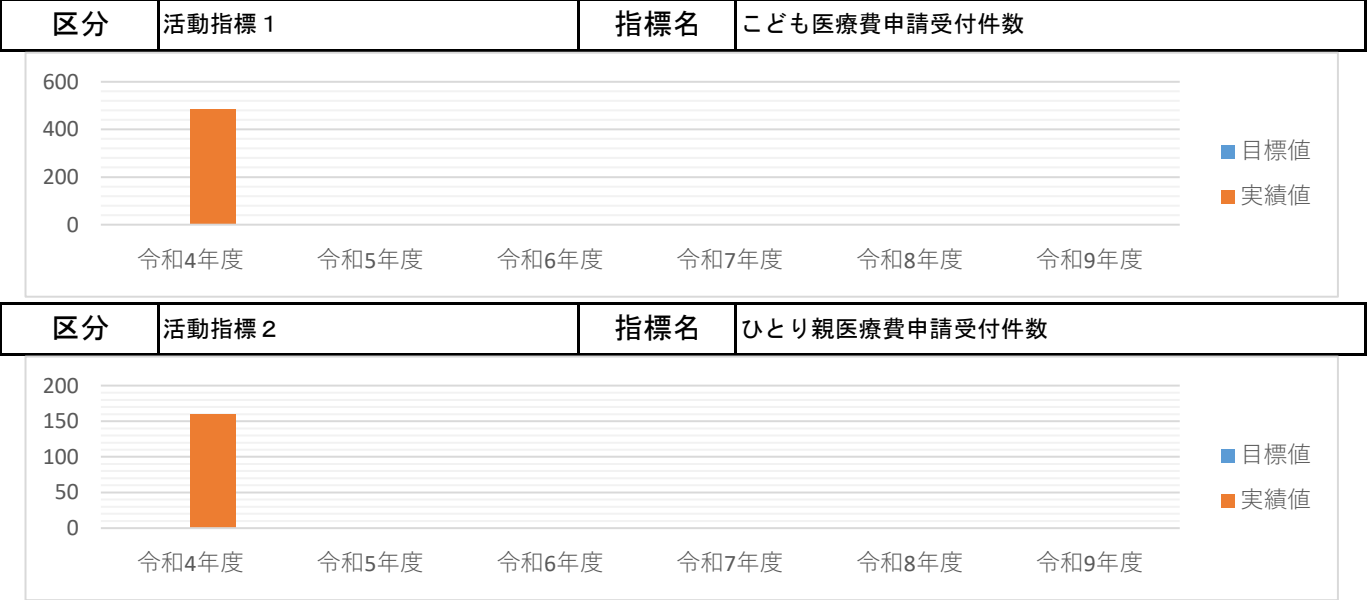 区分 活動指標１ 指標名 こども医療費申請受付件数
600
400
200
0
目標値
実績値
令和4年度 令和5年度 令和6年度 令和7年度 令和8年度 令和9年度
区分 活動指標２ 指標名 ひとり親医療費申請受付件数
200
150
100
50
0
目標値
実績値
令和4年度 令和5年度 令和6年度 令和7年度 令和8年度 令和9年度